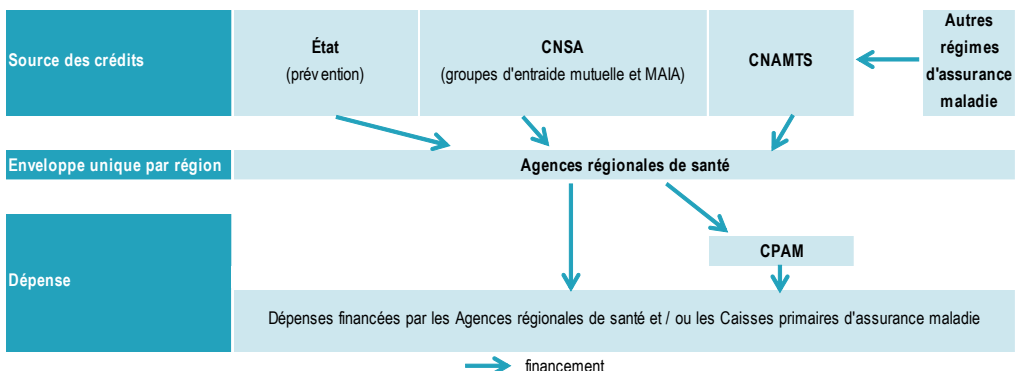 Source des crédits
État
(prévention)
CNSA
(groupes d'entraide mutuelle et MAIA)
CNAMTS
Autres
régimes
d'assurance
maladie
Enveloppe unique par région
Agences régionales de santé
Dépense
CPAM
Dépenses financées par les Agences régionales de santé et / ou les Caisses primaires d'assurance maladie
financement